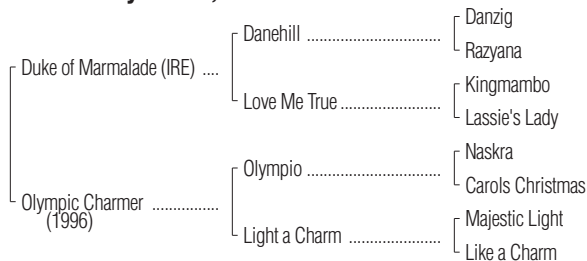 Danzig
Danehill ................................
Razyana
Duke of Marmalade (IRE) ....
Kingmambo
Love Me True ........................
Lassie's Lady
Naskra
Olympio ................................
Carols Christmas
Olympic Charmer ................
(1996)
Majestic Light
Light a Charm ......................
Like a Charm